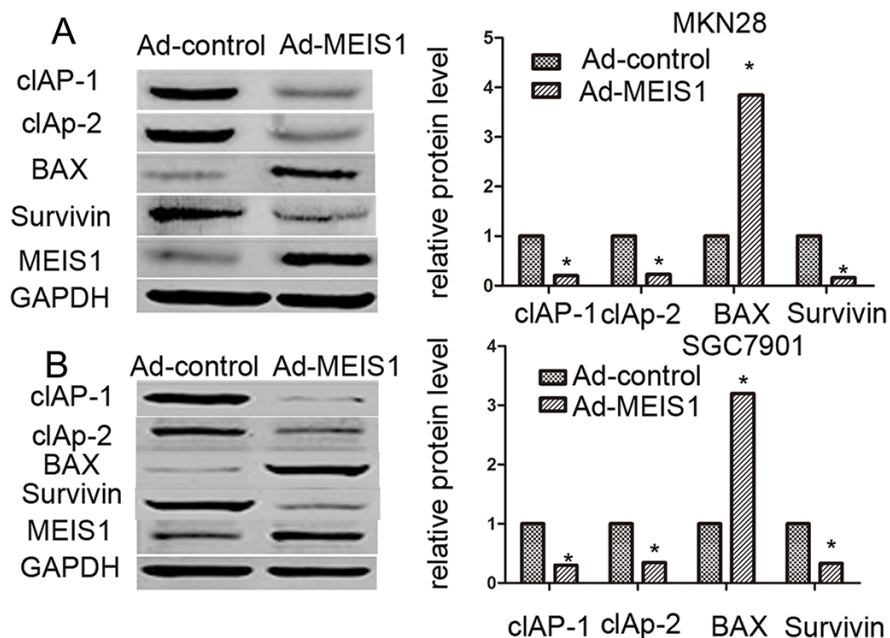 A
Ad-control Ad-MEIS1
cIAP-1
cIAp-2
BAX
Survivin
MEIS1
GAPDH
MKN28
relative protein level
5
4
3
2
1
0
Ad-control
Ad-MEIS1
*
*
*
*
cIAP-1 cIAp-2 BAX Survivin
B
Ad-control Ad-MEIS1
cIAP-1
cIAp-2
BAX
Survivin
MEIS1
GAPDH
SGC7901
relative protein level
4
3
2
1
0
Ad-control
Ad-MEIS1
*
*
*
*
cIAP-1 cIAp-2 BAX Survivin